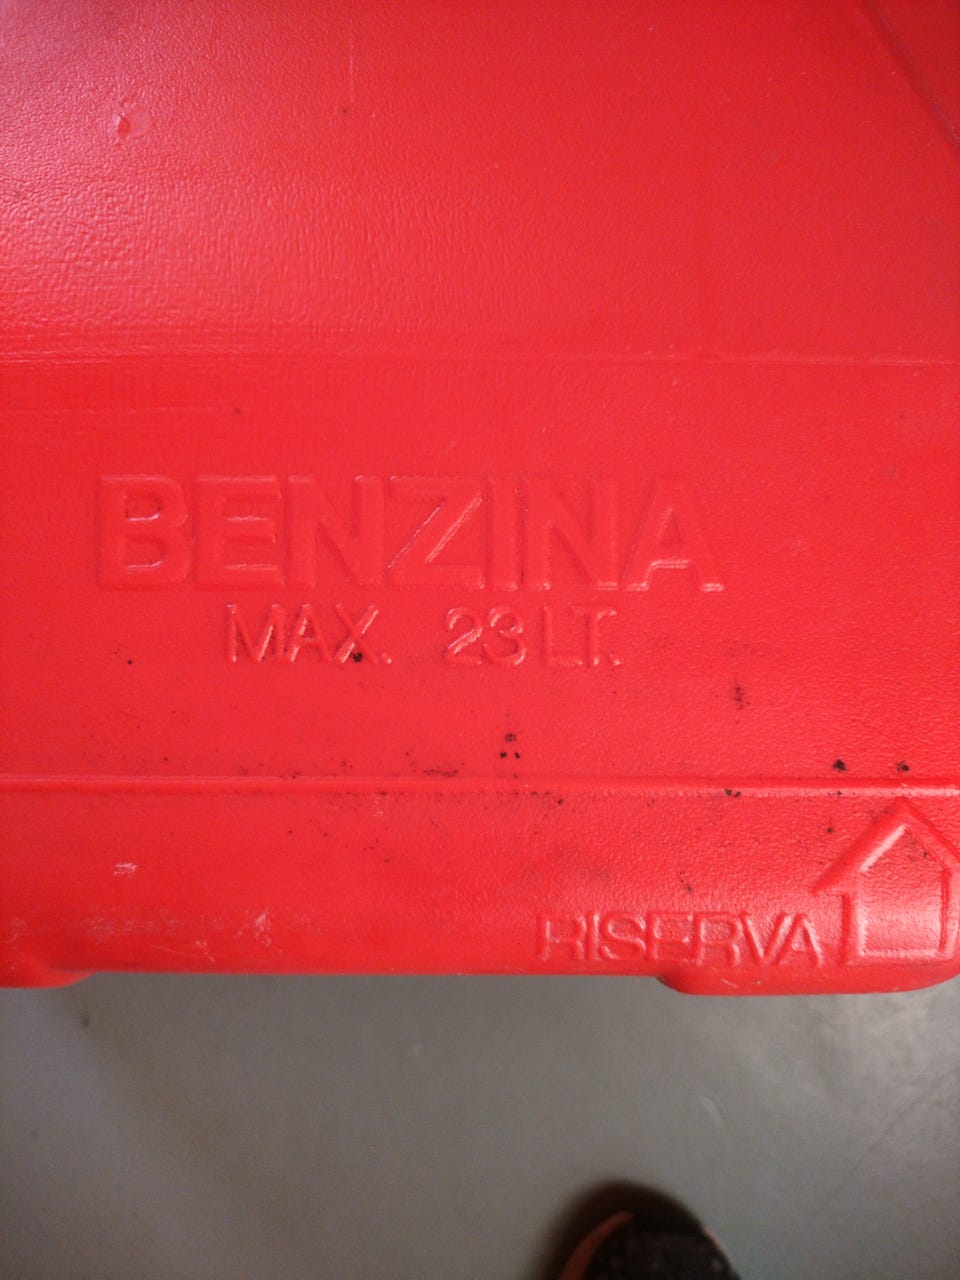 BENZINA
MAX. 23 LT.
RISERVA